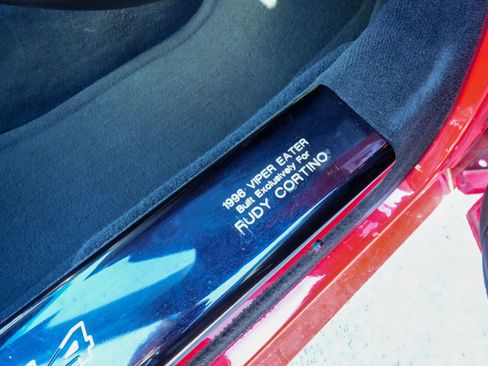 1996 VIPER EATER
Built Exclusively For
RUDY CORTINO